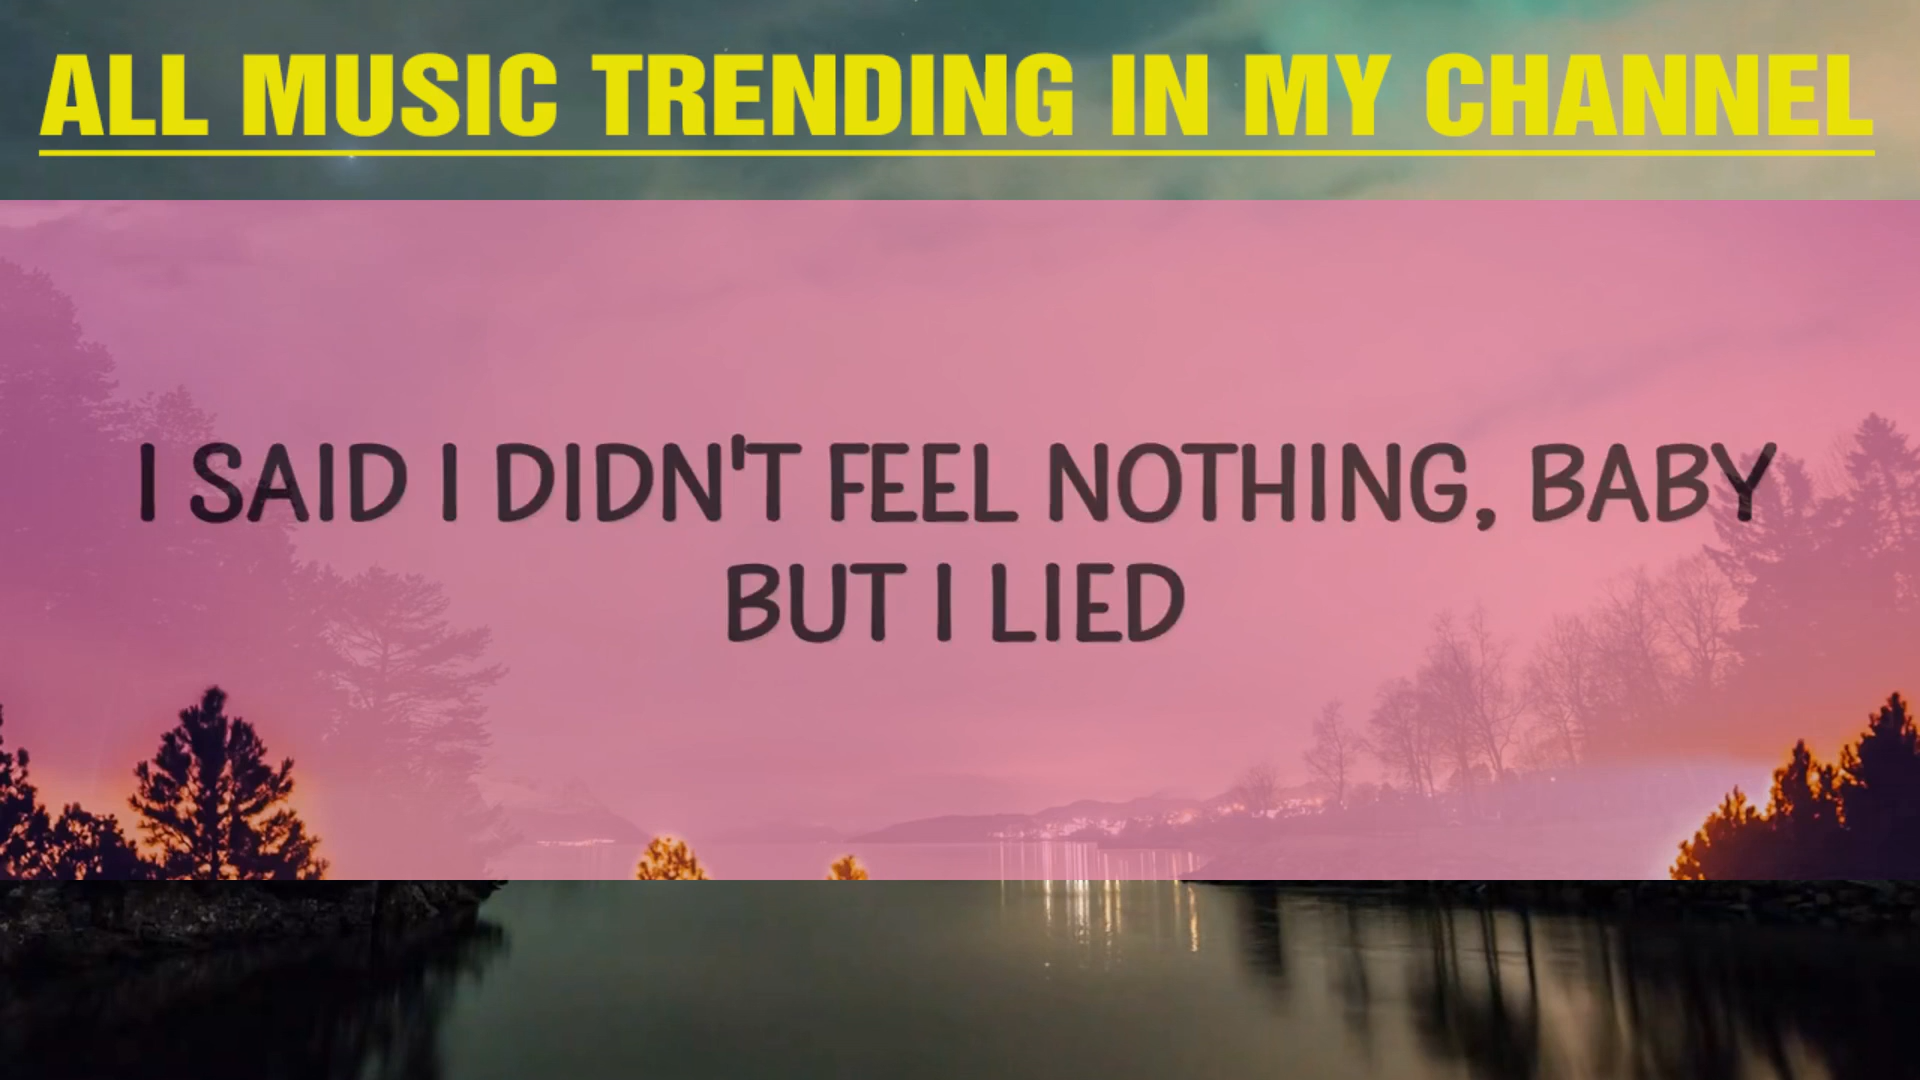 ALL MUSIC TRENDING IN MY CHANNEL
I SAID I DIDN'T FEEL NOTHING, BABY
BUT I LIED